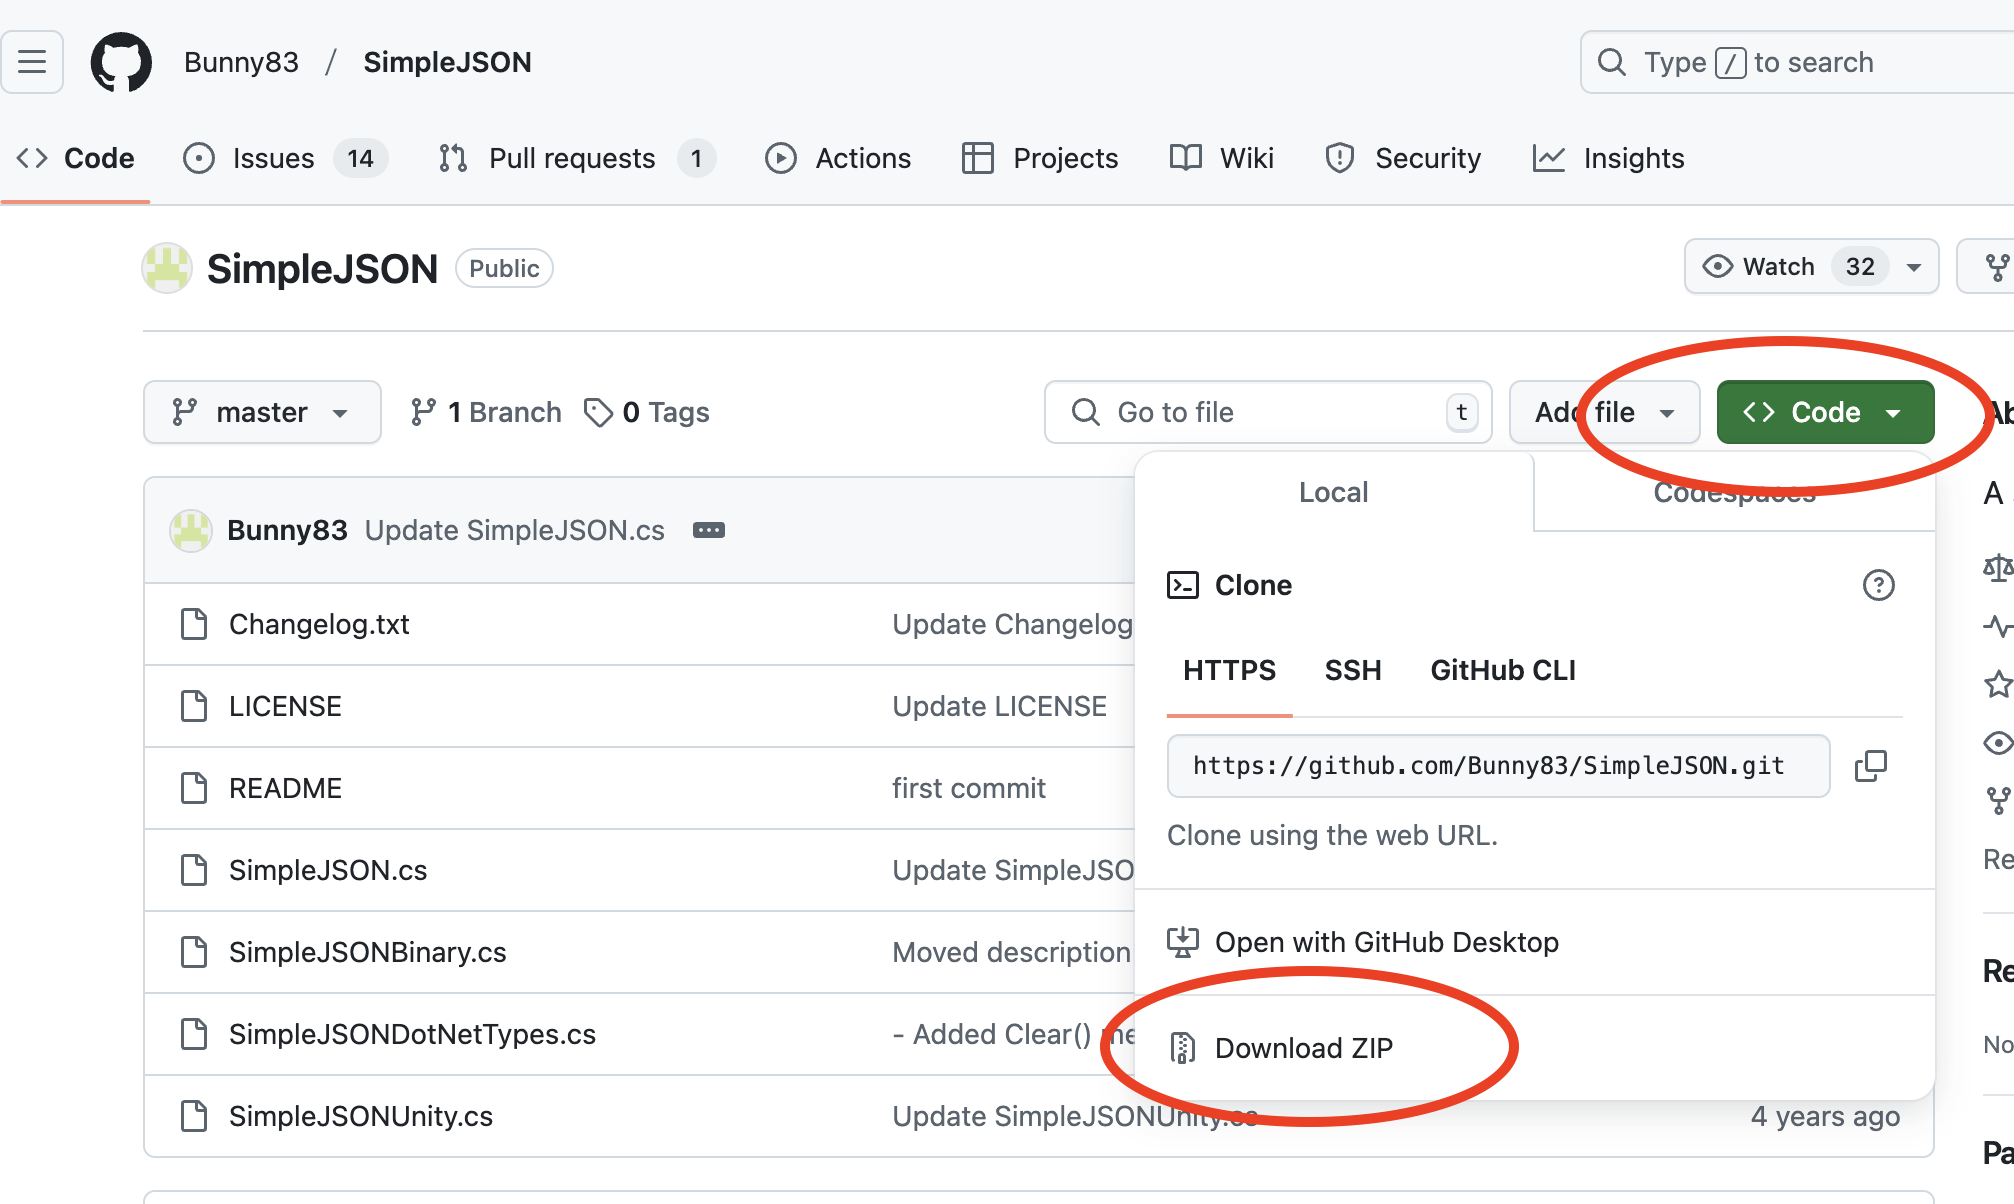 Bunny83 / SimpleJSON
Type / to search
Code
Issues 14
Pull requests 1
Actions
Projects
Wiki
Security
Insights
SimpleJSON Public
Watch 32
master
1 Branch
0 Tags
Go to file t
Add file
Code
Local
Codespaces
Bunny83 Update SimpleJSON.cs
Clone
HTTPS SSH GitHub CLI
https://github.com/Bunny83/SimpleJSON.git
Clone using the web URL.
Open with GitHub Desktop
Download ZIP
Changelog.txt Update Changelog
LICENSE Update LICENSE
README first commit
SimpleJSON.cs Update SimpleJSO
SimpleJSONBinary.cs Moved description
SimpleJSONDotNetTypes.cs - Added Clear() me
SimpleJSONUnity.cs Update SimpleJSONUnity.cs 4 years ago
Ab
A
Re
Re
No
Pa